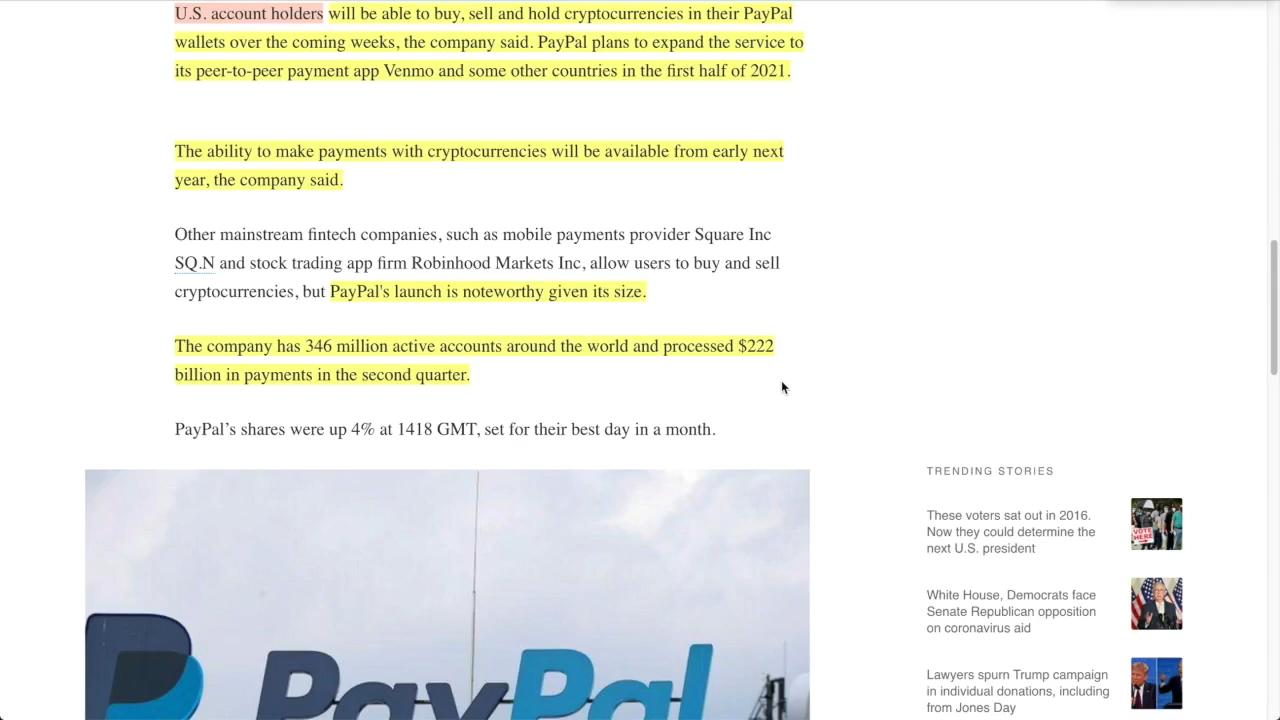 U.S. account holders will be able to buy, sell and hold cryptocurrencies in their PayPal
wallets over the coming weeks, the company said. PayPal plans to expand the service to
its peer-to-peer payment app Venmo and some other countries in the first half of 2021.
The ability to make payments with cryptocurrencies will be available from early next
year, the company said.
Other mainstream fintech companies, such as mobile payments provider Square Inc
SQ.N and stock trading app firm Robinhood Markets Inc, allow users to buy and sell
cryptocurrencies, but PayPal's launch is noteworthy given its size.
The company has 346 million active accounts around the world and processed $222
billion in payments in the second quarter.
PayPal’s shares were up 4% at 1418 GMT, set for their best day in a month.
PayPal
TRENDING STORIES
These voters sat out in 2016.
Now they could determine the
next U.S. president
VOTE
HERE
White House, Democrats face
Senate Republican opposition
on coronavirus aid
Lawyers spurn Trump campaign
in individual donations, including
from Jones Day